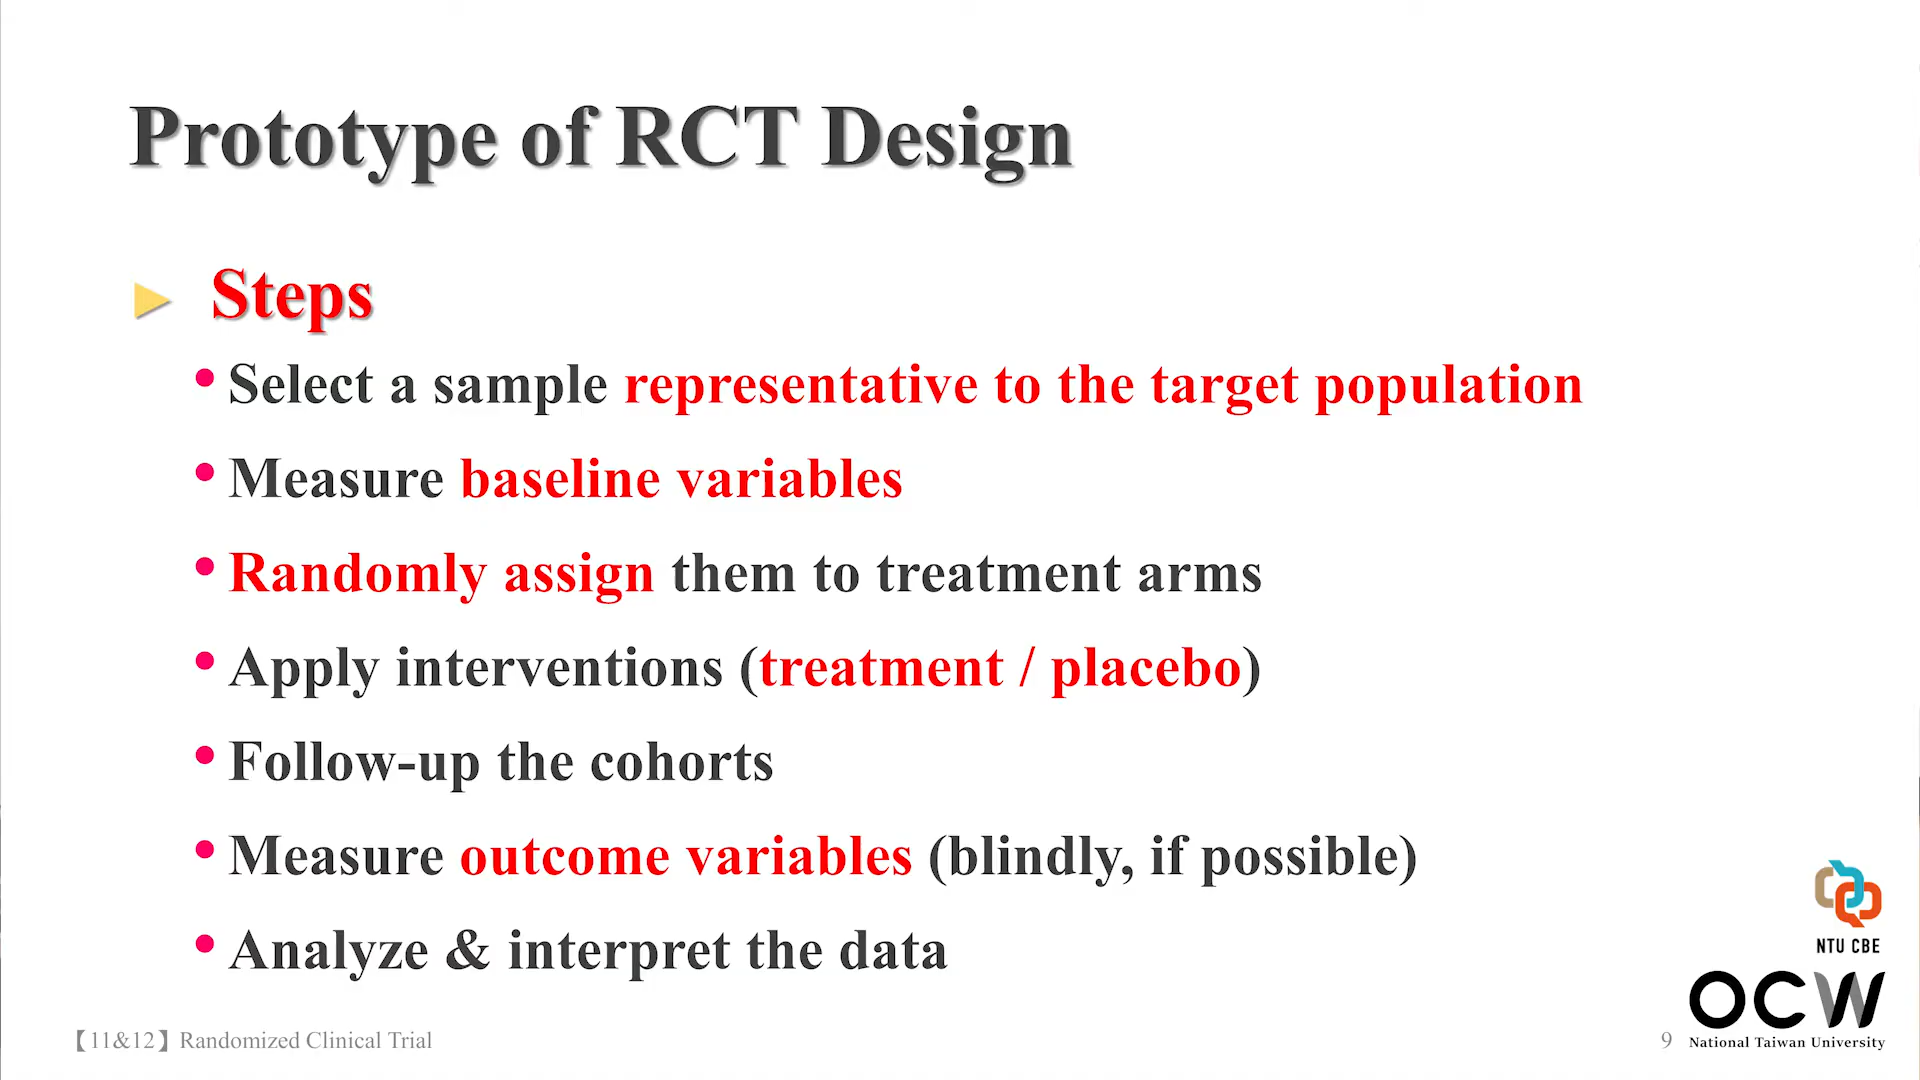 Prototype of RCT Design
► Steps
• Select a sample representative to the target population
• Measure baseline variables
• Randomly assign them to treatment arms
• Apply interventions (treatment / placebo)
• Follow-up the cohorts
• Measure outcome variables (blindly, if possible)
• Analyze & interpret the data
NTU CBE
OCW
National Taiwan University
【11&12】Randomized Clinical Trial
9